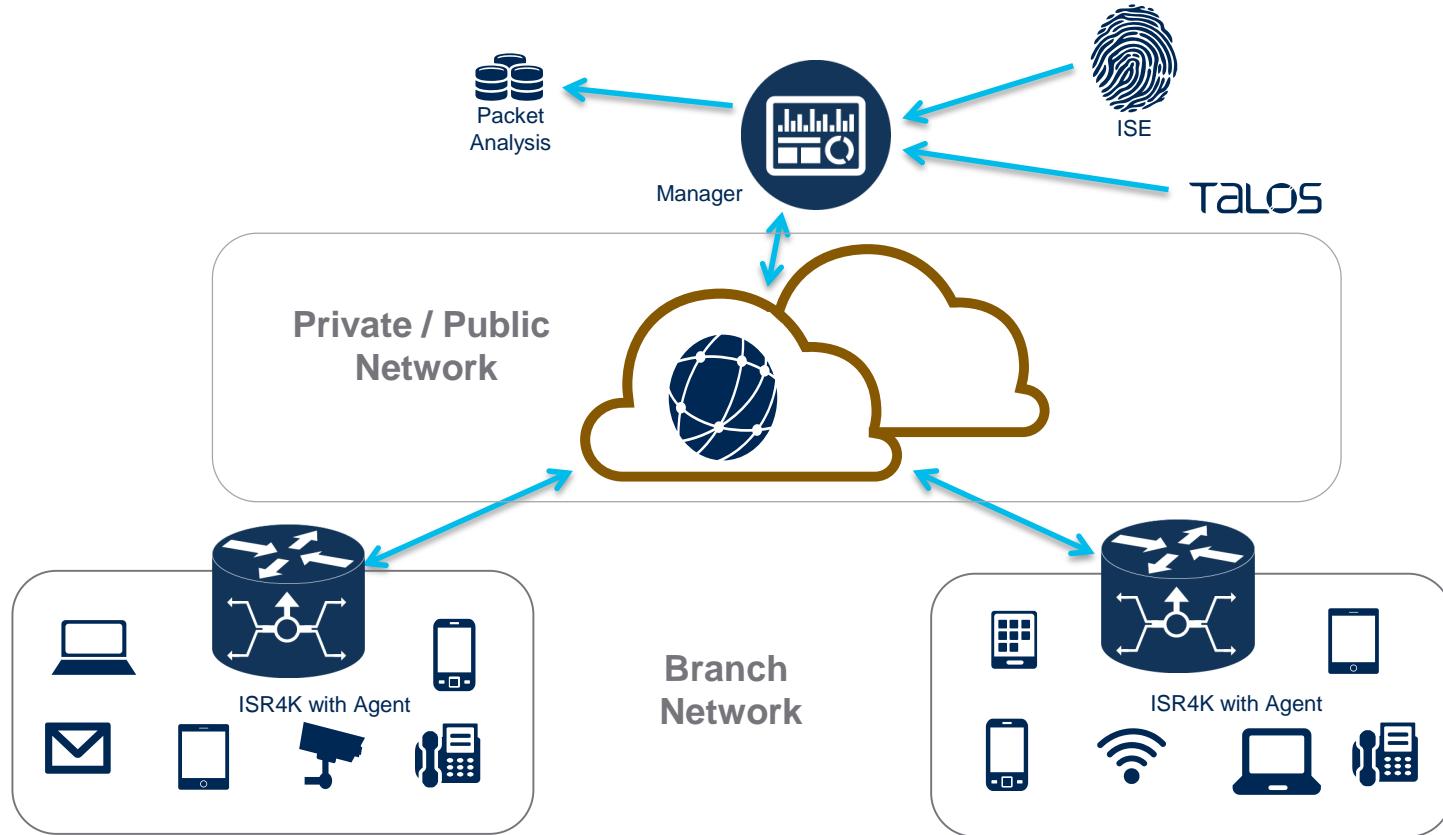 Packet
Analysis
ISE
Manager
TALOS
Private / Public
Network
Branch
Network
ISR4K with Agent
ISR4K with Agent